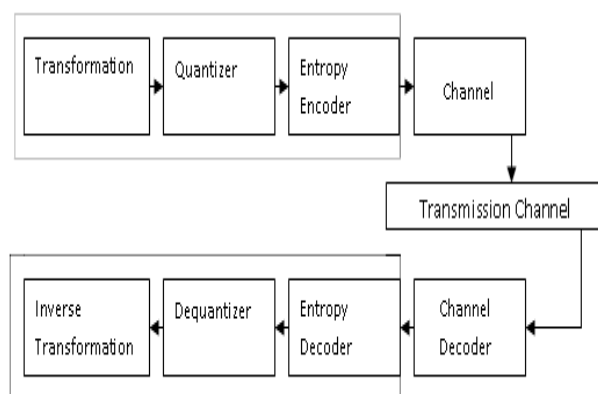 Transformation
Quantizer
Entropy
Encoder
Channel
Transmission Channel
Inverse
Transformation
Dequantizer
Entropy
Decoder
Channel
Decoder